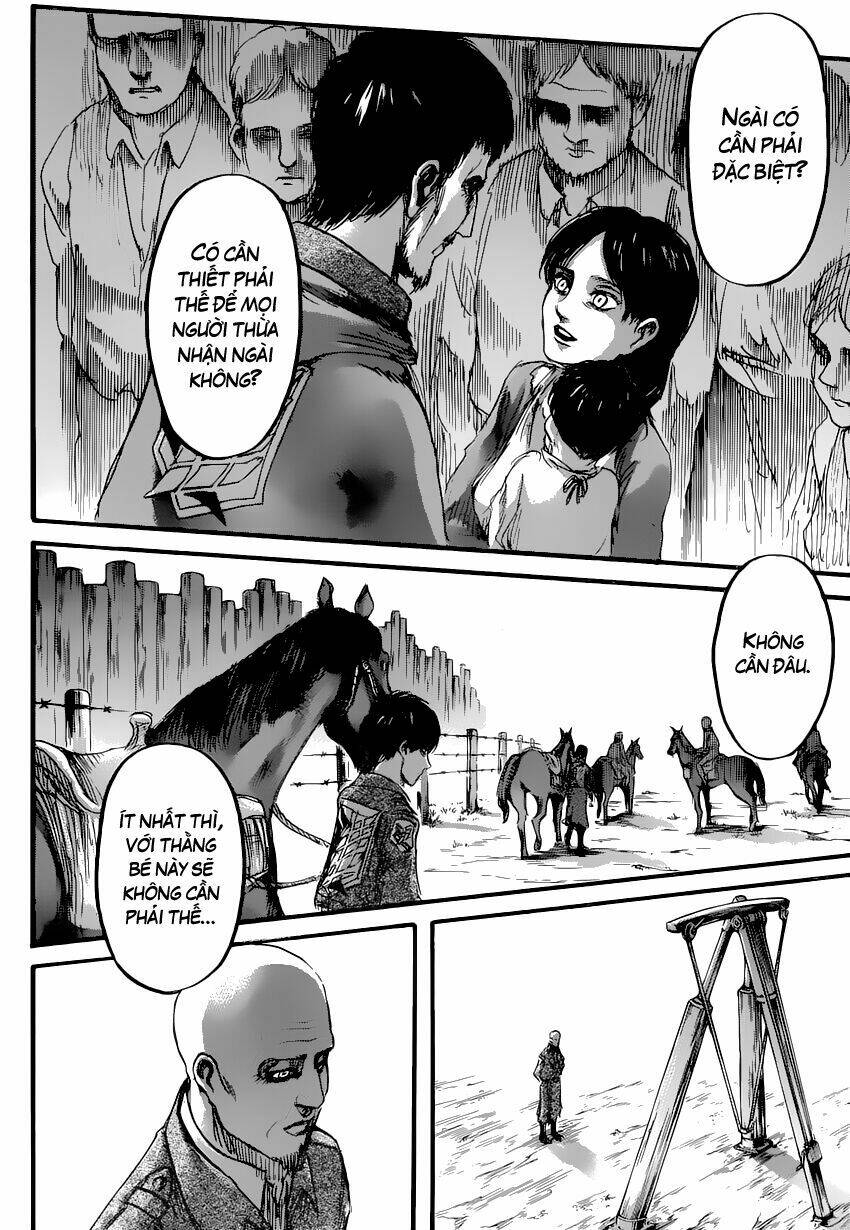 NGÀI CÓ
CẦN PHẢI
ĐẶC BIỆT?
CÓ CẦN
THIẾT PHẢI
THẾ ĐỂ MỌI
NGƯỜI THỪA
NHẬN NGÀI
KHÔNG?
KHÔNG
CẦN ĐÂU.
ÍT NHẤT THÌ,
VỚI THẰNG
BÉ NÀY SẼ
KHÔNG CẦN
PHẢI THẾ...